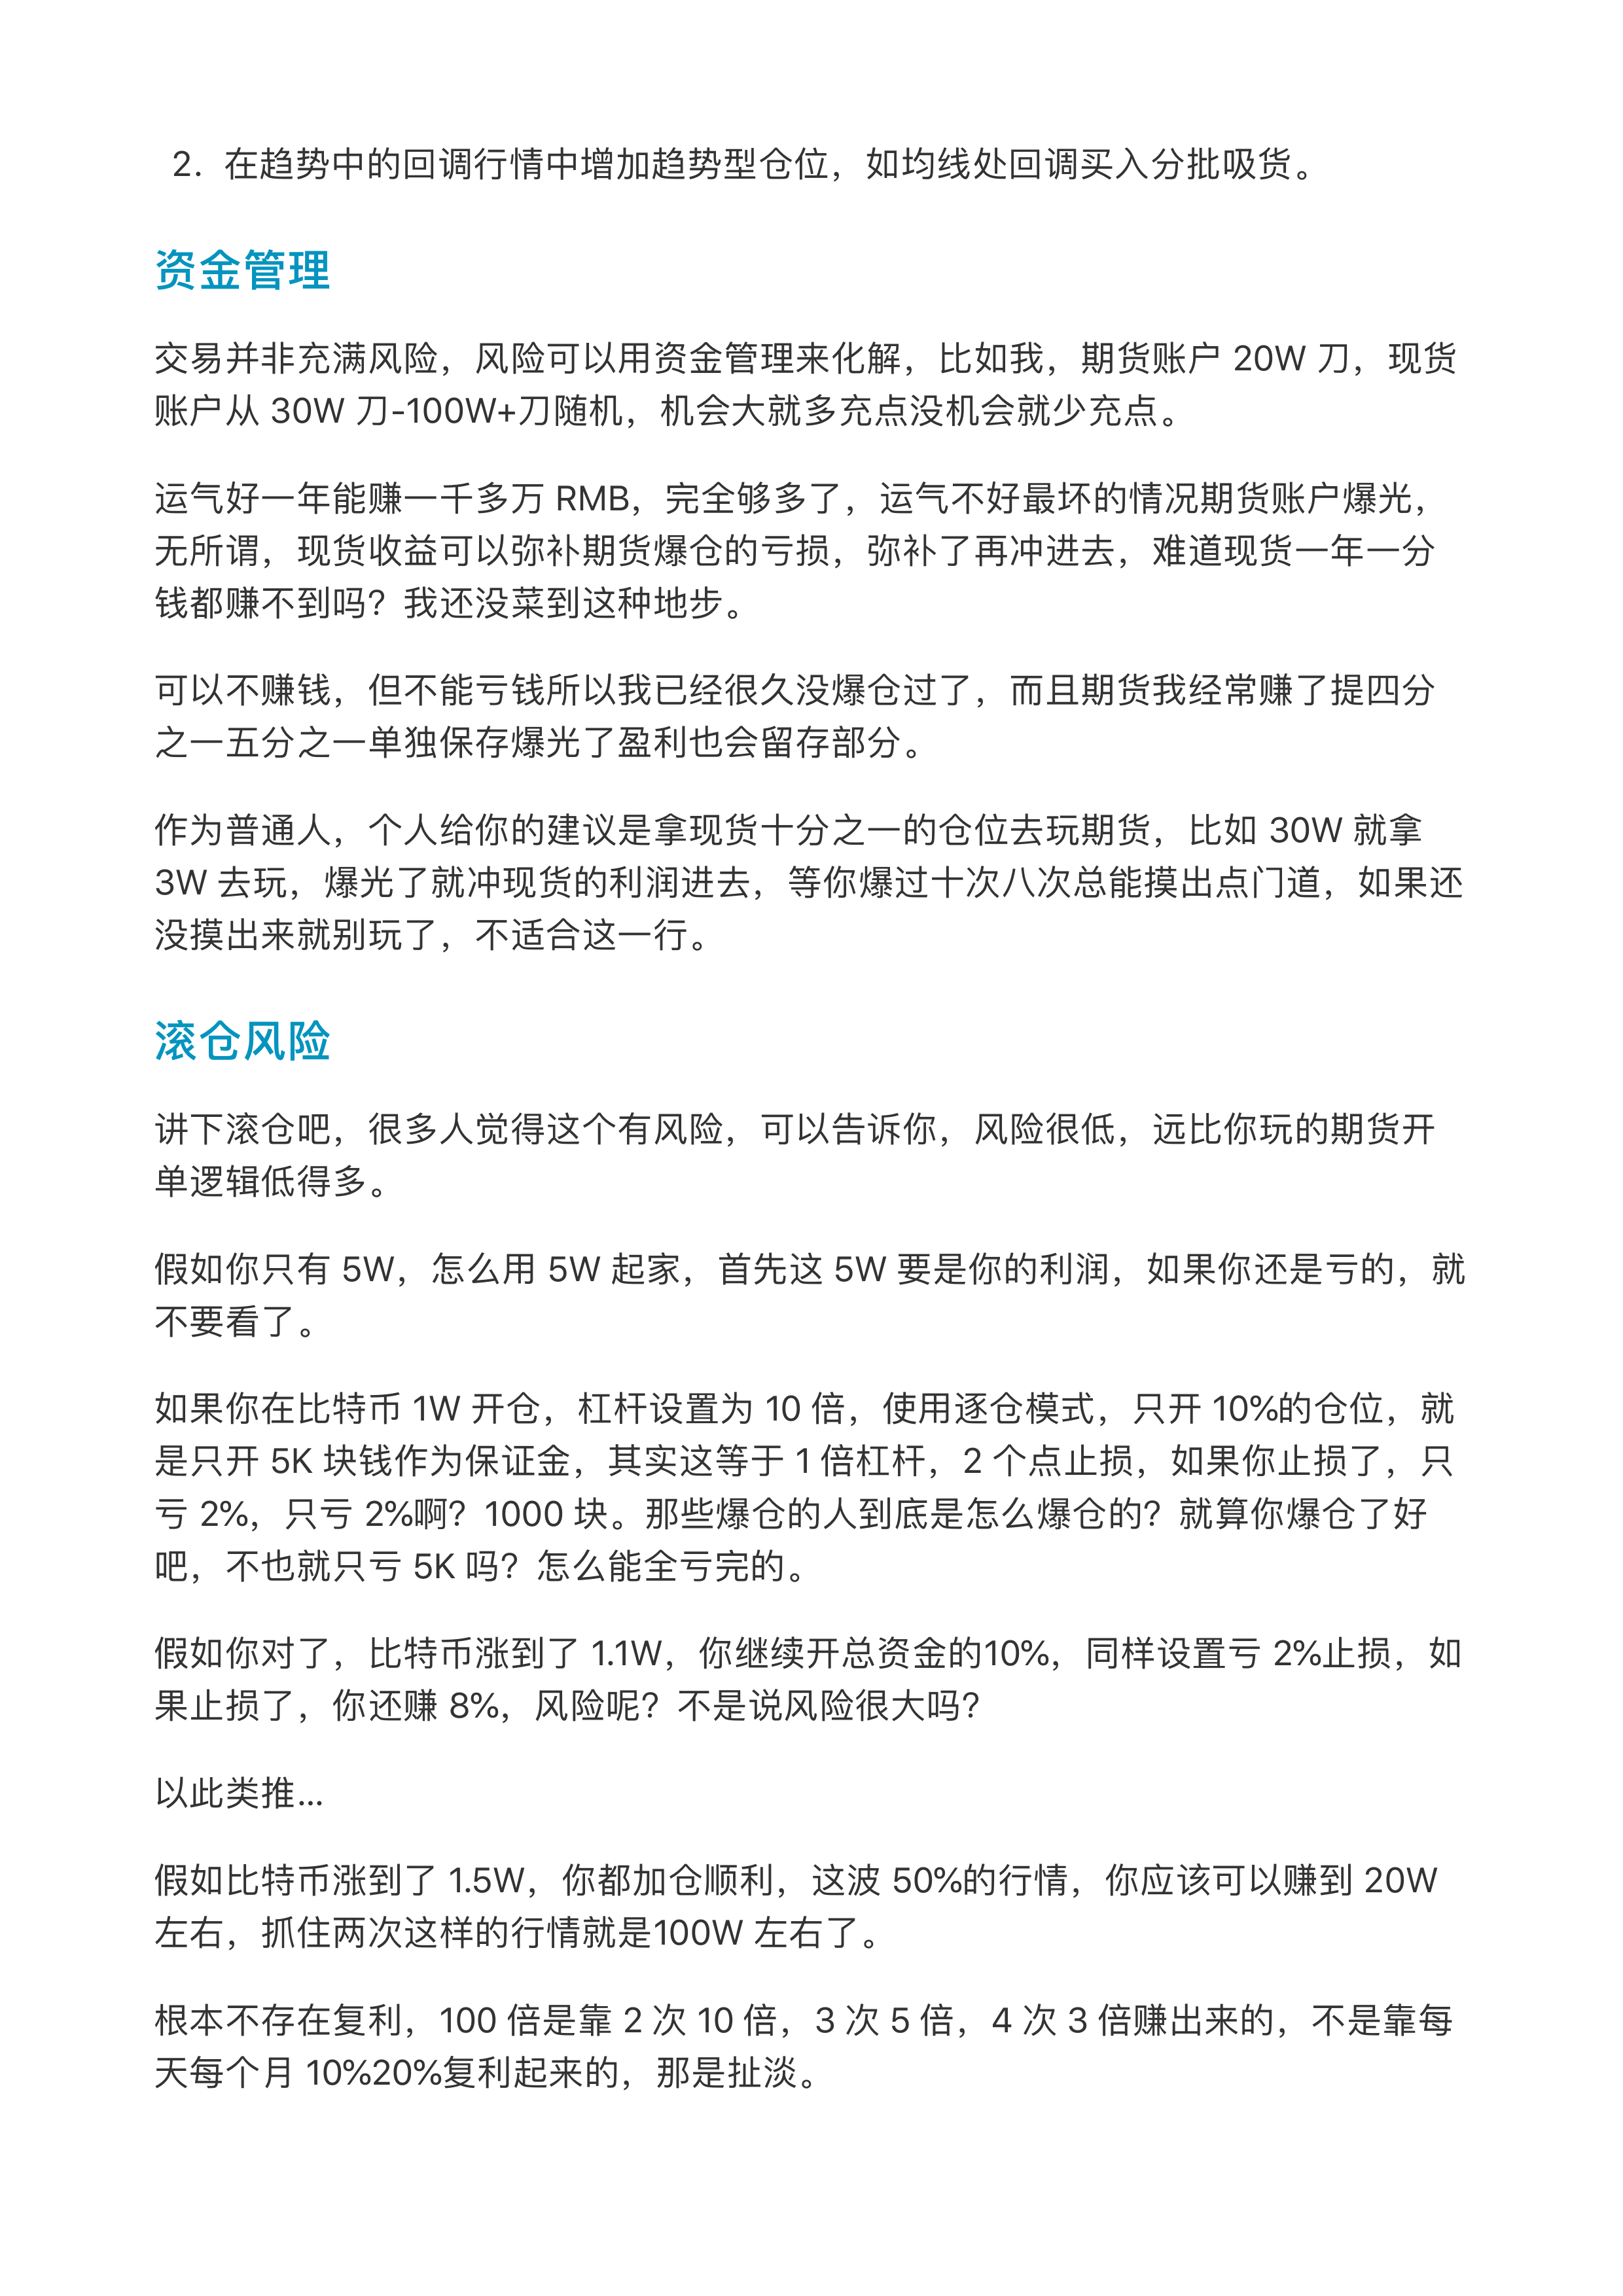 2. 在趋势中的回调行情中增加趋势型仓位，如均线处回调买入分批吸货。
资金管理
交易并非充满风险，风险可以用资金管理来化解，比如我，期货账户 20W 刀，现货
账户从 30W 刀-100W+刀随机，机会大就多充点没机会就少充点。
运气好一年能赚一千多万 RMB，完全够多了，运气不好最坏的情况期货账户爆光，
无所谓，现货收益可以弥补期货爆仓的亏损，弥补了再冲进去，难道现货一年一分
钱都赚不到吗？我还没菜到这种地步。
可以不赚钱，但不能亏钱所以我已经很久没爆仓过了，而且期货我经常赚了提四分
之一五分之一单独保存爆光了盈利也会留存部分。
作为普通人，个人给你的建议是拿现货十分之一的仓位去玩期货，比如 30W 就拿
3W 去玩，爆光了就冲现货的利润进去，等你爆过十次八次总能摸出点门道，如果还
没摸出来就别玩了，不适合这一行。
滚仓风险
讲下滚仓吧，很多人觉得这个有风险，可以告诉你，风险很低，远比你玩的期货开
单逻辑低得多。
假如你只有 5W，怎么用 5W 起家，首先这 5W 要是你的利润，如果你还是亏的，就
不要看了。
如果你在比特币 1W 开仓，杠杆设置为 10 倍，使用逐仓模式，只开 10%的仓位，就
是只开 5K 块钱作为保证金，其实这等于 1 倍杠杆，2 个点止损，如果你止损了，只
亏 2%，只亏 2%啊？1000 块。那些爆仓的人到底是怎么爆仓的？就算你爆仓了好
吧，不也就只亏 5K 吗？怎么能全亏完的。
假如你对了，比特币涨到了 1.1W，你继续开总资金的10%，同样设置亏 2%止损，如
果止损了，你还赚 8%，风险呢？不是说风险很大吗？
以此类推...
假如比特币涨到了 1.5W，你都加仓顺利，这波 50%的行情，你应该可以赚到 20W
左右，抓住两次这样的行情就是100W 左右了。
根本不存在复利，100 倍是靠 2 次 10 倍，3 次 5 倍，4 次 3 倍赚出来的，不是靠每
天每个月 10%20%复利起来的，那是扯淡。